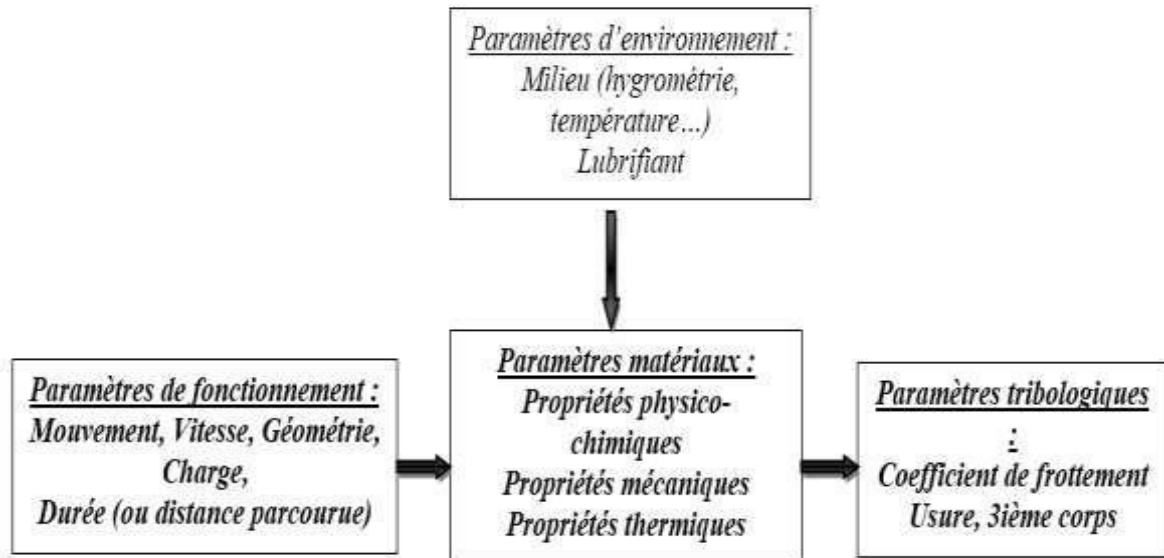 Paramètres d'environnement :
Milieu (hygrométrie,
température...)
Lubrifiant
Paramètres de fonctionnement :
Mouvement, Vitesse, Géométrie,
Charge,
Durée (ou distance parcourue)
Paramètres matériaux :
Propriétés physico-
chimiques
Propriétés mécaniques
Propriétés thermiques
Paramètres tribologiques
:
Coefficient de frottement
Usure, 3ième corps